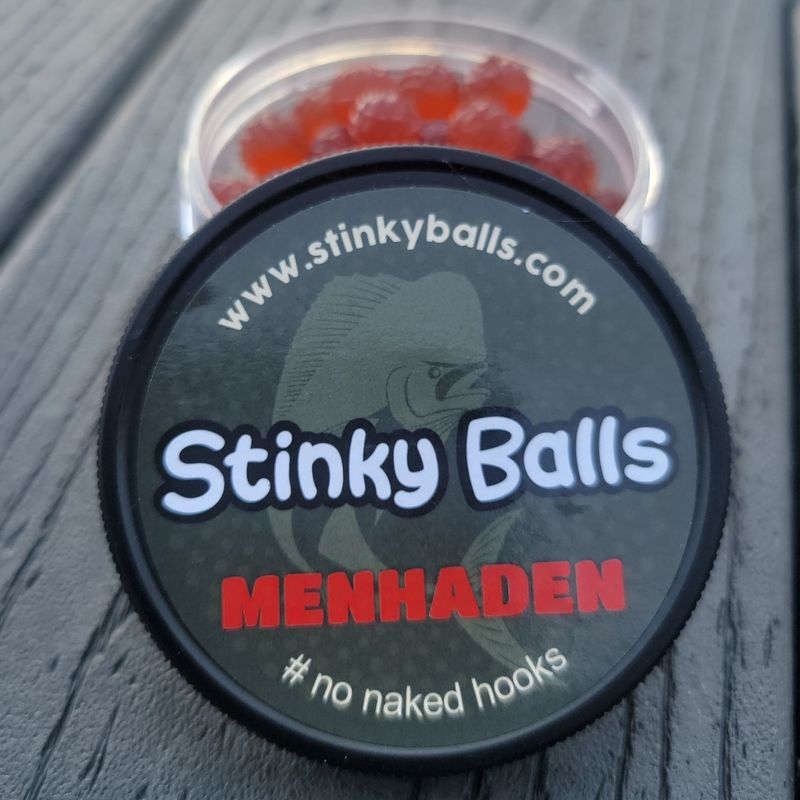 www.stinkyballs.com
Stinky Balls
MENHADEN
# no naked hooks